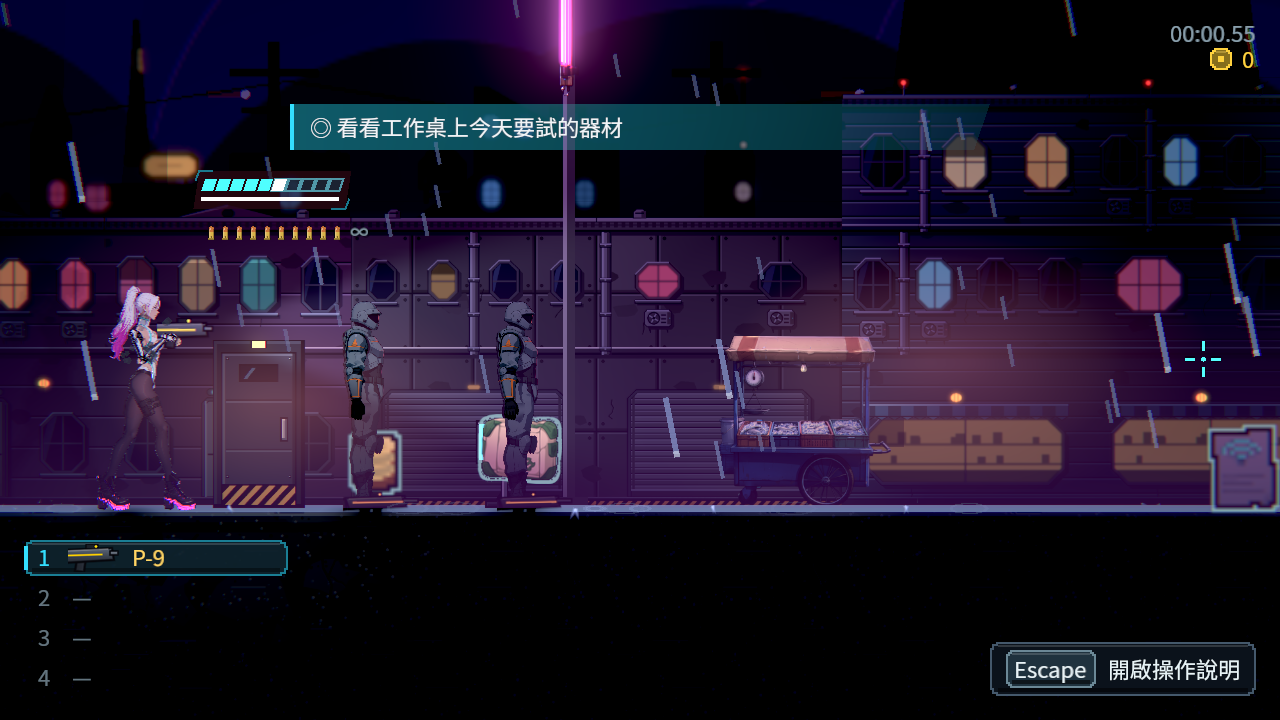 00:00.55
0
◎ 看看工作桌上今天要試的器材
∞
1 P-9
2 —
3 —
4 —
Escape 開啟操作說明